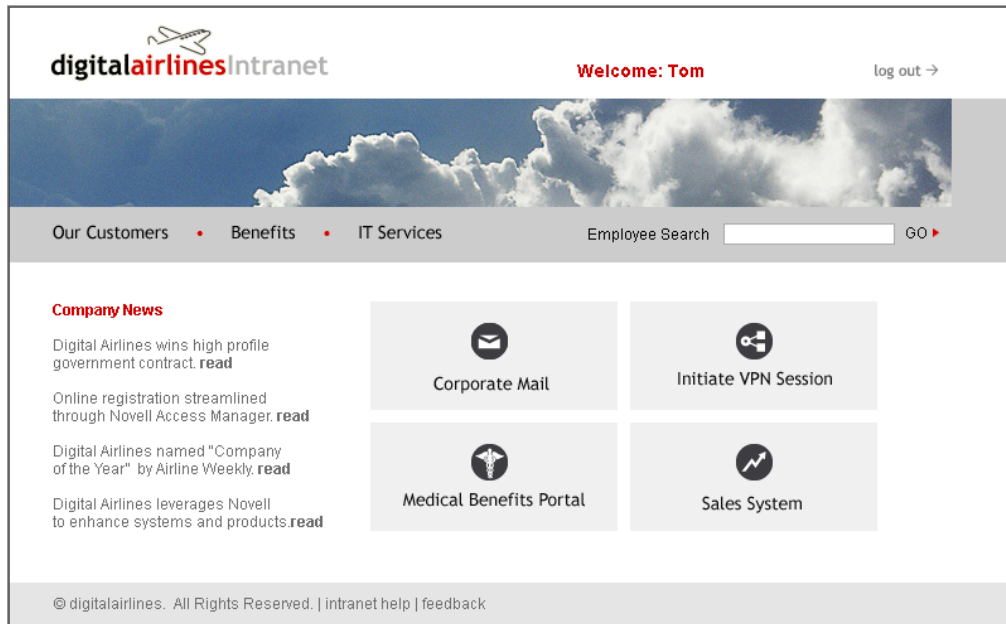 digitalairlinesIntranet
Welcome: Tom
log out →
Our Customers • Benefits • IT Services
Employee Search GO
Company News
Digital Airlines wins high profile
government contract. read
Online registration streamlined
through Novell Access Manager. read
Digital Airlines named "Company
of the Year" by Airline Weekly. read
Digital Airlines leverages Novell
to enhance systems and products.read
Corporate Mail
Initiate VPN Session
Medical Benefits Portal
Sales System
© digitalairlines. All Rights Reserved. | intranet help | feedback